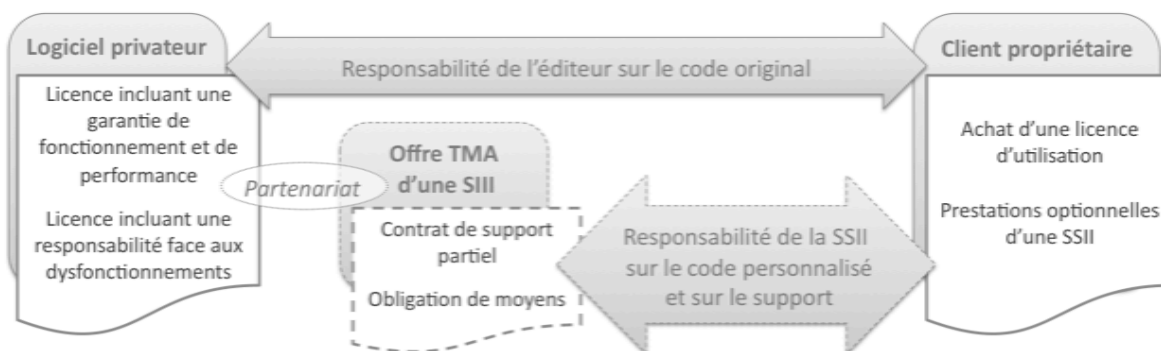 Logiciel privateur
Licence incluant une
garantie de
fonctionnement et de
performance
Licence incluant une
responsabilité face aux
dysfonctionnements
Partenariat
Responsabilité de l’éditeur sur le code original
Offre TMA
d’une SIII
Contrat de support
partiel
Obligation de moyens
Responsabilité de la SSII
sur le code personnalisé
et sur le support
Client propriétaire
Achat d’une licence
d’utilisation
Prestations optionnelles
d’une SSII